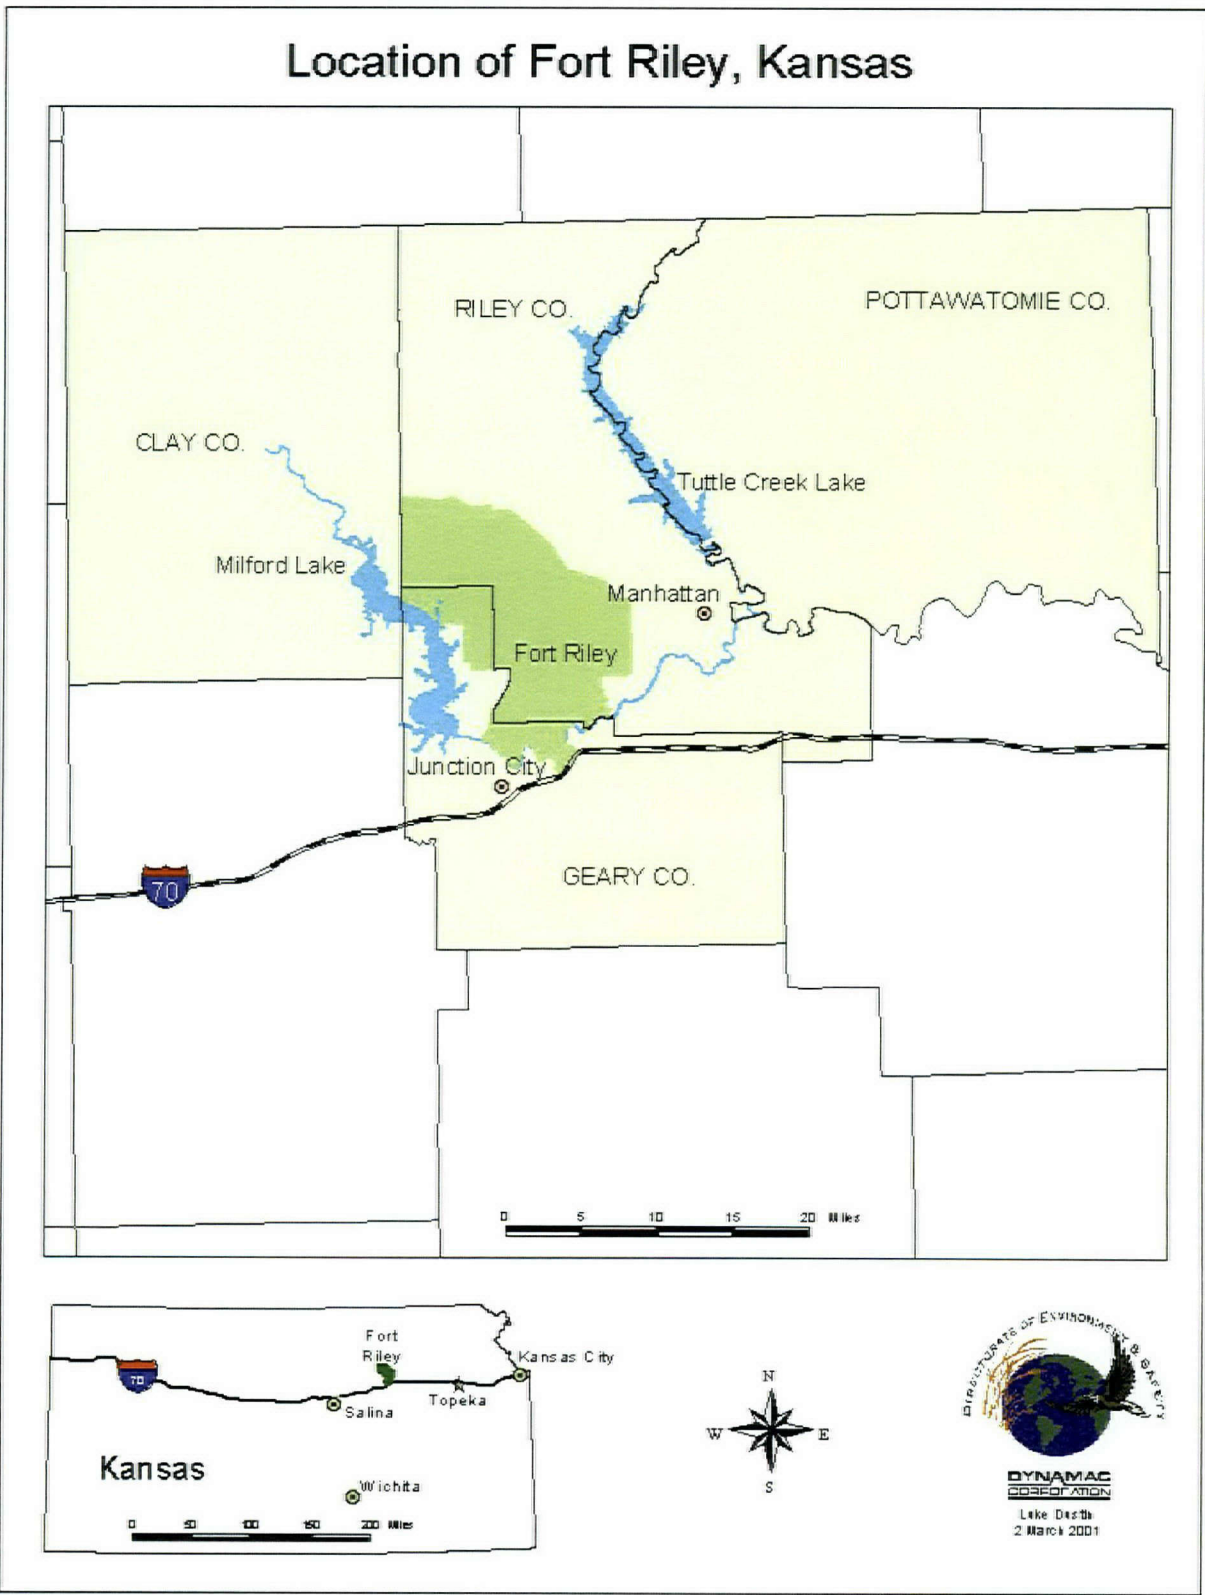 Location of Fort Riley, Kansas
RILEY CO.
POTTAWATOMIE CO.
CLAY CO.
Tuttle Creek Lake
Milford Lake
Manhattan
Fort Riley
Junction City
GEARY CO.
70
0 5 10 15 20 Miles
Fort
Riley
Kansas City
70
Topeka
Salina
Kansas
Wichita
0 50 100 150 200 Miles
N
W E
S
DIRECTORATE OF ENVIRONMENT & SAFETY
DYNAMAC
CORPORATION
2 March 2001